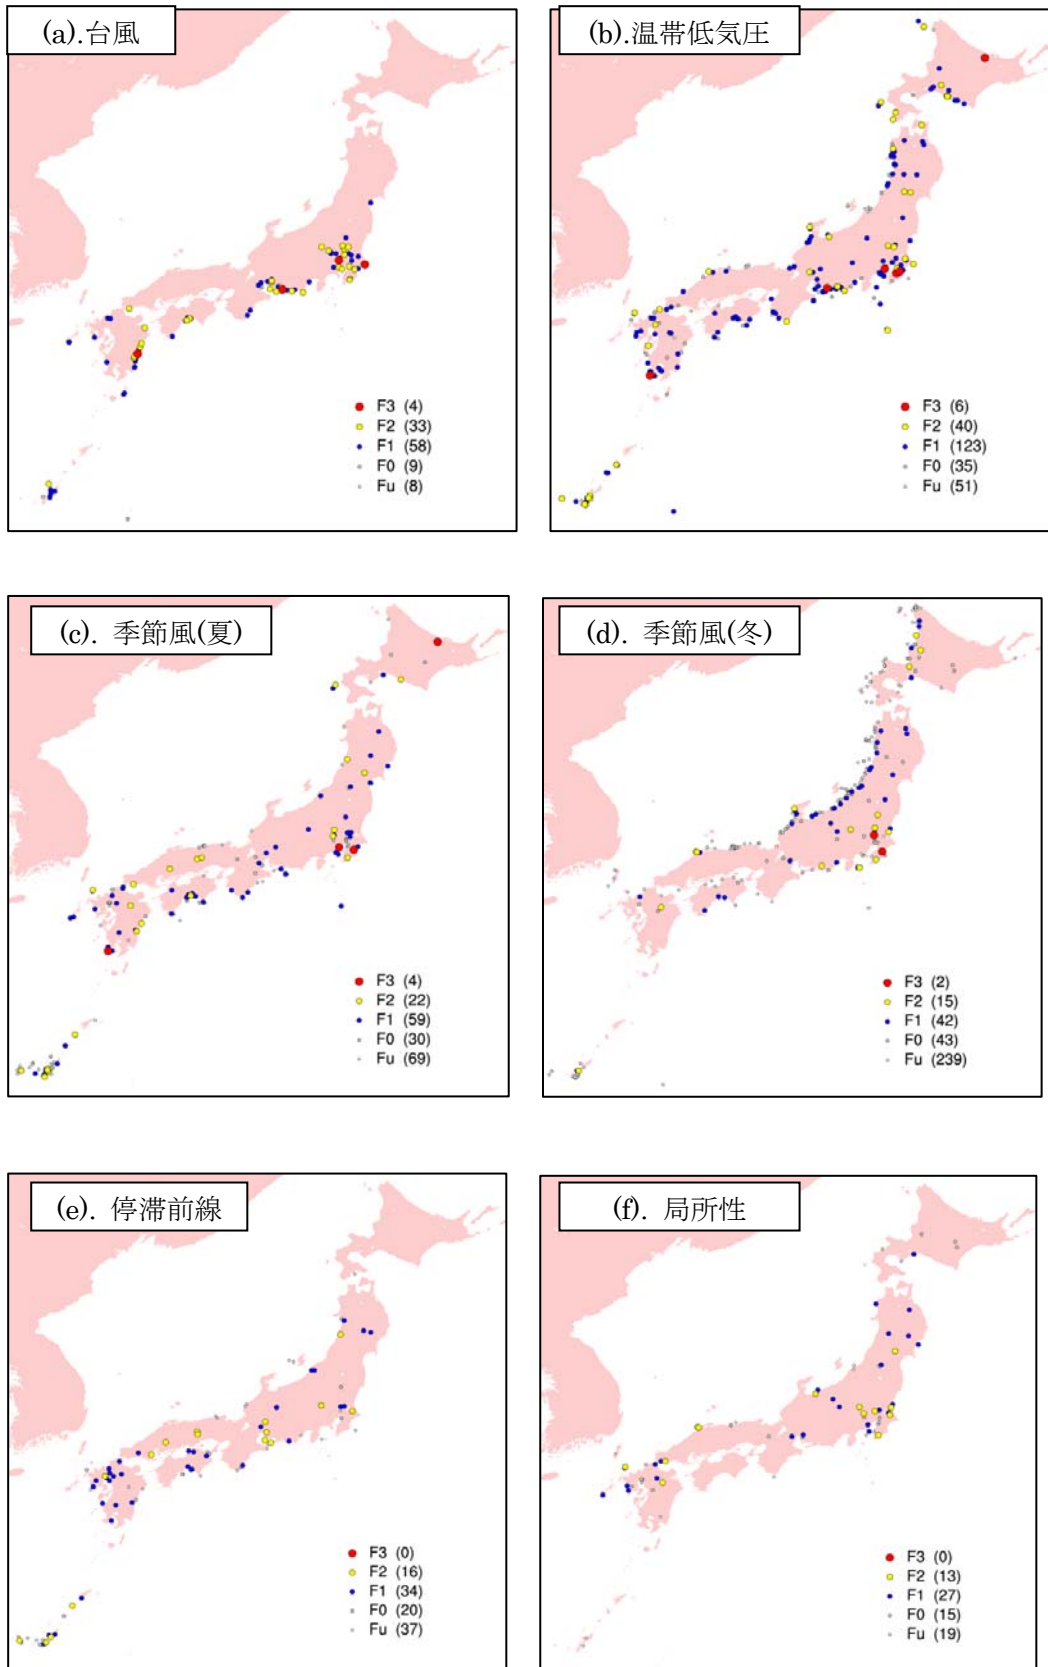 (a).台風
F3 (4)
F2 (33)
F1 (58)
F0 (9)
Fu (8)
(b).温帯低気圧
F3 (6)
F2 (40)
F1 (123)
F0 (35)
Fu (51)
(c). 季節風(夏)
F3 (4)
F2 (22)
F1 (59)
F0 (30)
Fu (69)
(d). 季節風(冬)
F3 (2)
F2 (15)
F1 (42)
F0 (43)
Fu (239)
(e). 停滞前線
F3 (0)
F2 (16)
F1 (34)
F0 (20)
Fu (37)
(f). 局所性
F3 (0)
F2 (13)
F1 (27)
F0 (15)
Fu (19)